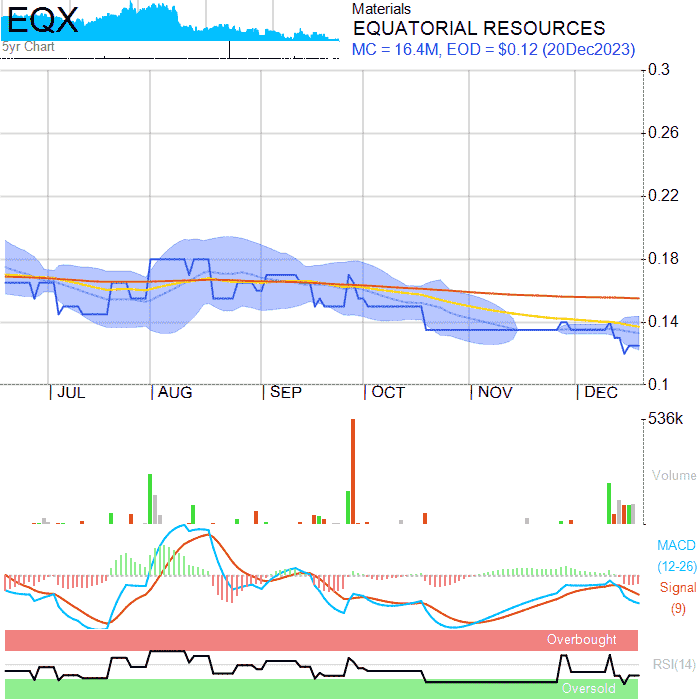 EQX
5yr Chart
Materials
EQUATORIAL RESOURCES
MC = 16.4M, EOD = $0.12 (20Dec2023)
0.3
0.26
0.22
0.18
0.14
0.1
JUL AUG SEP OCT NOV DEC
536k
Volume
MACD
(12-26)
Signal
(9)
Overbought
RSI(14)
Oversold